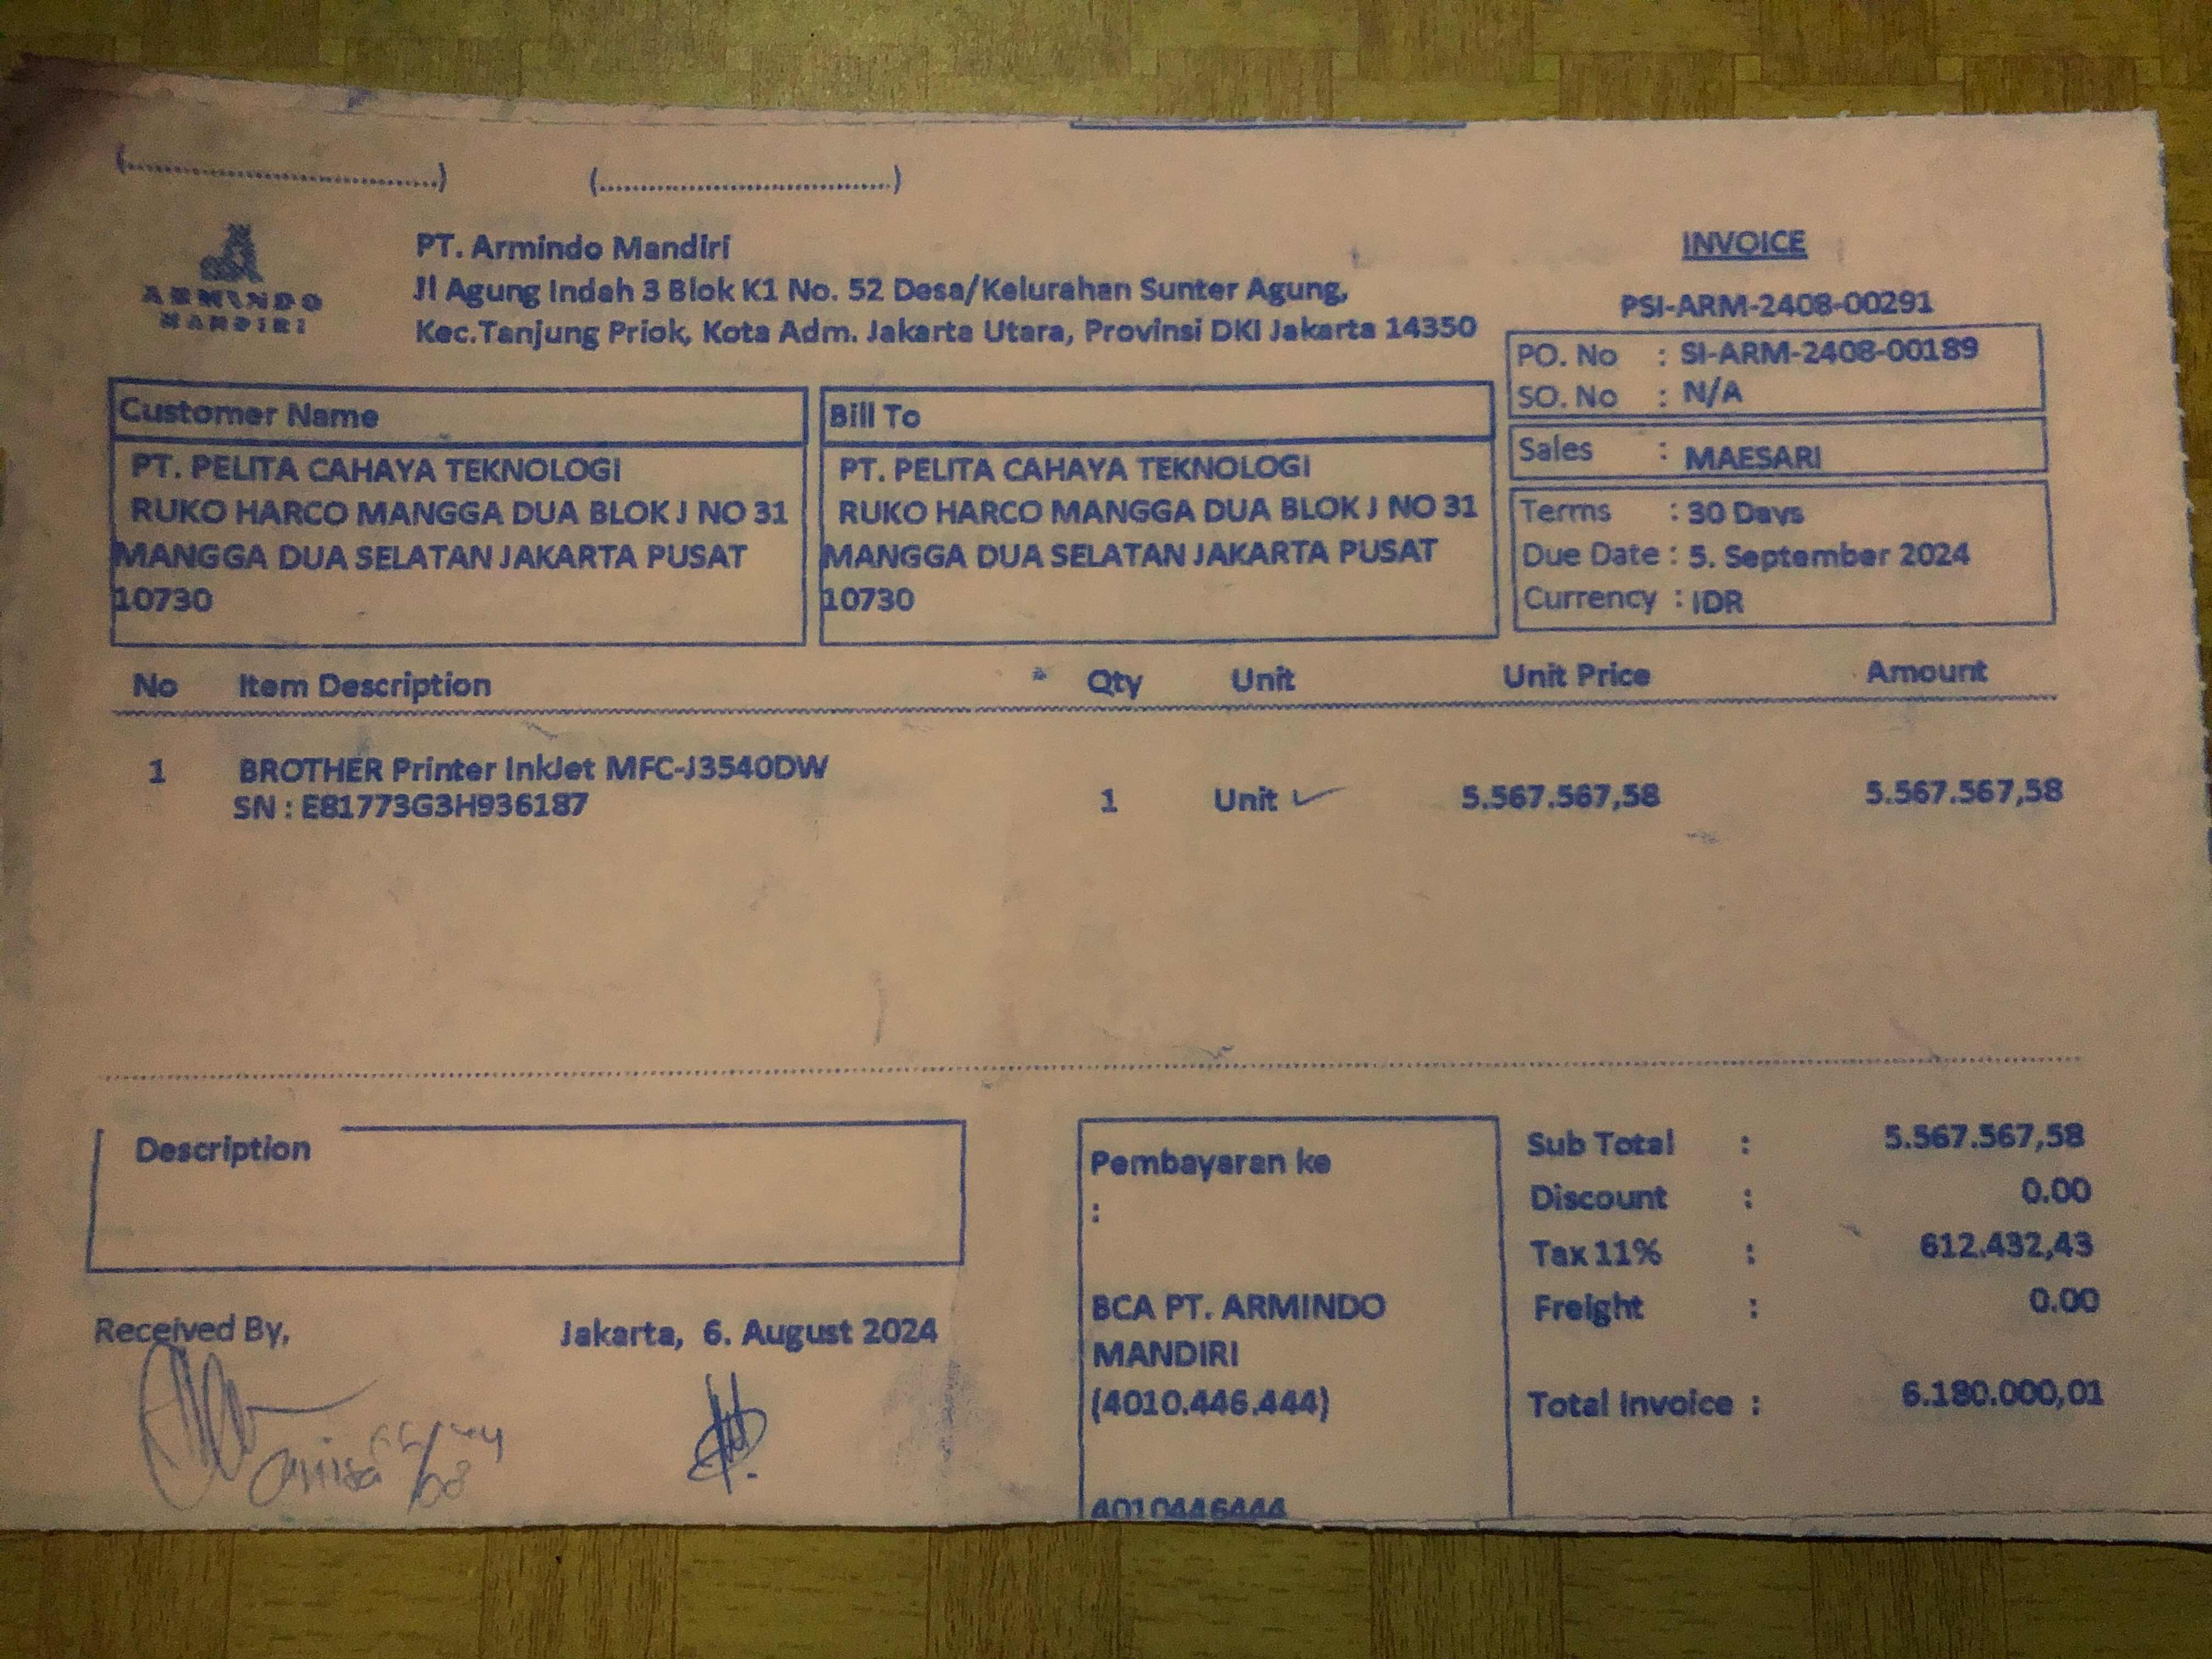 (................................) (................................)
ARMINDO
MANDIRI
PT. Armindo Mandiri
Jl Agung Indah 3 Blok K1 No. 52 Desa/Kelurahan Sunter Agung,
Kec.Tanjung Priok, Kota Adm. Jakarta Utara, Provinsi DKI Jakarta 14350
INVOICE
PSI-ARM-2408-00291
PO. No : SI-ARM-2408-00189
SO. No : N/A
Sales : MAESARI
Terms : 30 Days
Due Date : 5. September 2024
Currency : IDR
Customer Name
PT. PELITA CAHAYA TEKNOLOGI
RUKO HARCO MANGGA DUA BLOK J NO 31
MANGGA DUA SELATAN JAKARTA PUSAT
10730
Bill To
PT. PELITA CAHAYA TEKNOLOGI
RUKO HARCO MANGGA DUA BLOK J NO 31
MANGGA DUA SELATAN JAKARTA PUSAT
10730
No Item Description Qty Unit Unit Price Amount
1 BROTHER Printer InkJet MFC-J3540DW
SN : E81773G3H936187 1 Unit 5.567.567,58 5.567.567,58
Description
Received By,
Jakarta, 6. August 2024
Pembayaran ke
:
BCA PT. ARMINDO
MANDIRI
(4010.446.444)
4010446444
Sub Total : 5.567.567,58
Discount : 0.00
Tax 11% : 612.432,43
Freight : 0.00
Total Invoice : 6.180.000,01